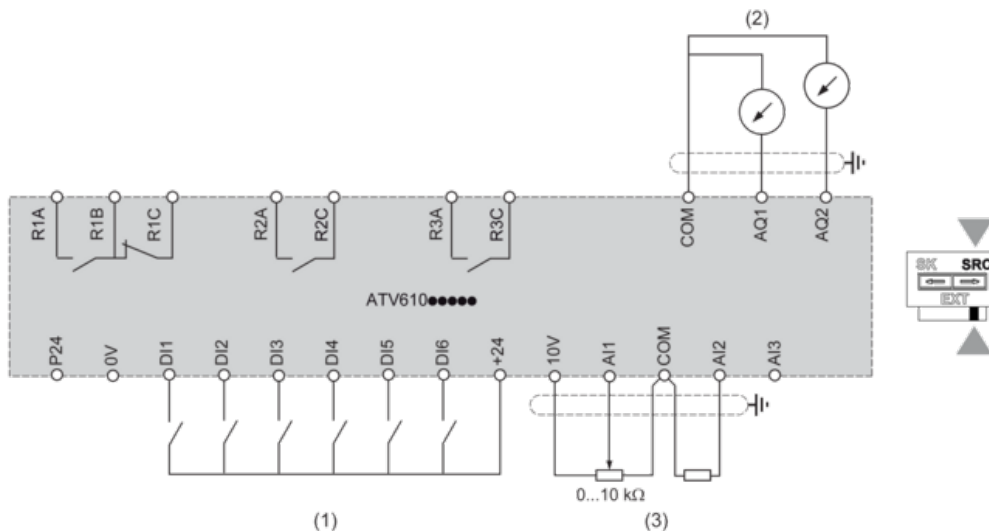 (2)
R1A
R1B
R1C
R2A
R2C
R3A
R3C
COM
AQ1
AQ2
SK SRC
EXT
ATV610●●●●●
P24
0V
DI1
DI2
DI3
DI4
DI5
DI6
+24
10V
AI1
COM
AI2
AI3
0...10 kΩ
(1)
(3)